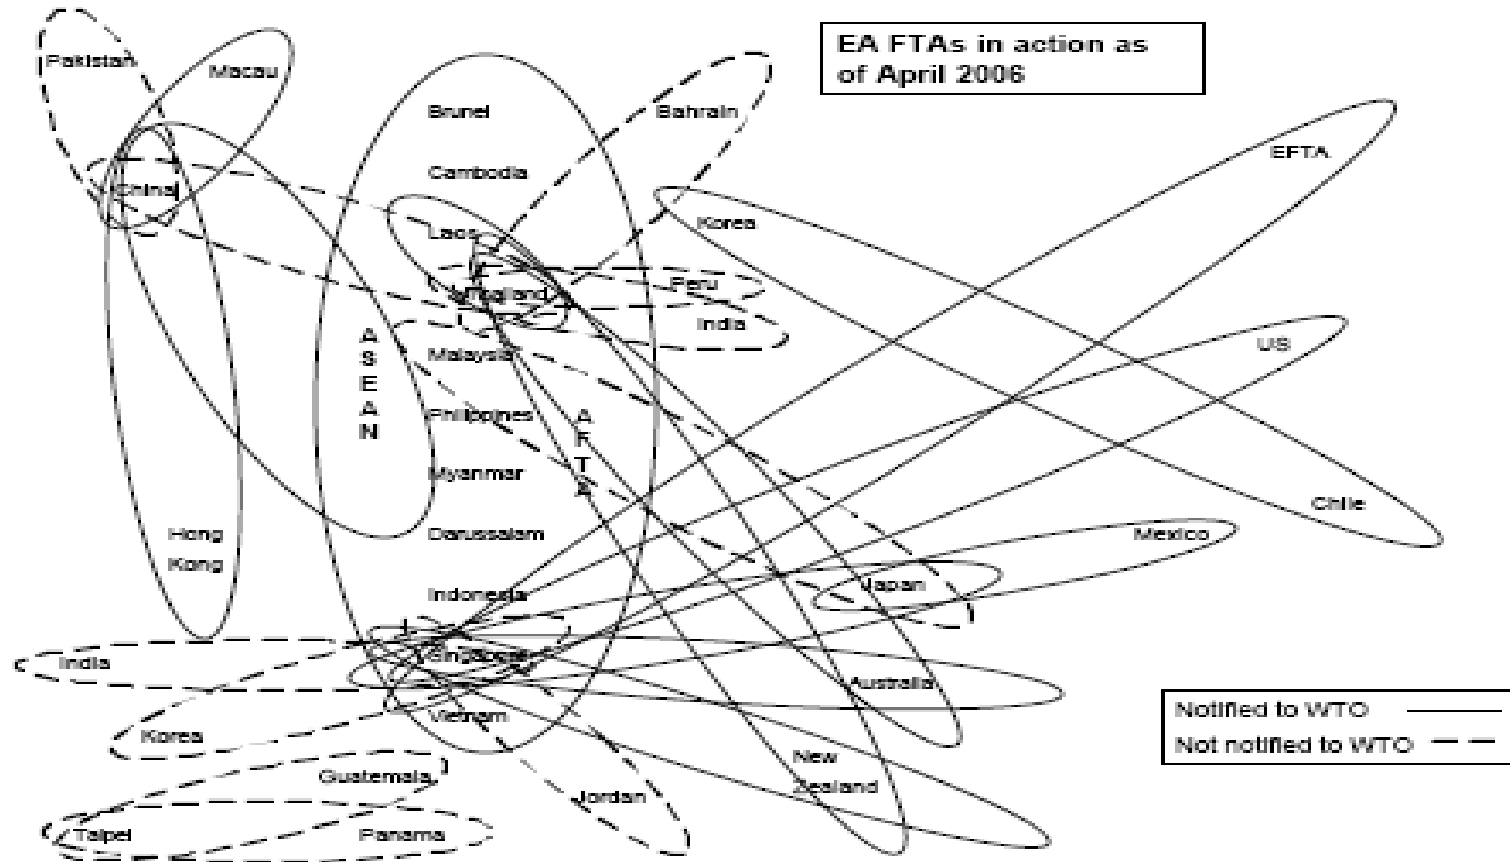 EA FTAs in action as
of April 2006
Pakistan
Macau
Brunei
Bahrain
EFTA
Cambodia
China
Korea
Laos
Peru
Thailand
India
A
S
E
A
N
US
Malaysia
Philippines
A
F
T
A
Myanmar
Chile
Hong
Kong
Darussalam
Mexico
Indonesia
Japan
India
Singapore
Australia
Vietnam
Korea
New
Zealand
Guatemala
Jordan
Taipei
Panama
Notified to WTO
Not notified to WTO